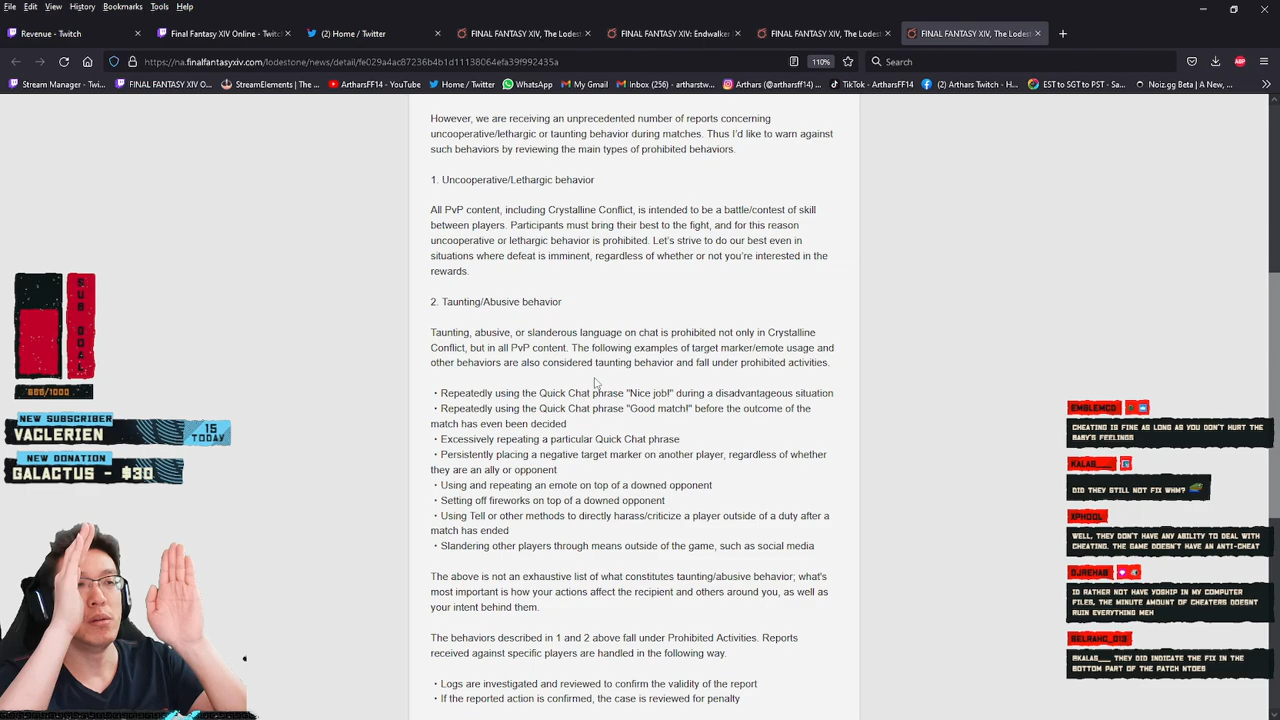 File Edit View History Bookmarks Tools Help
Revenue - Twitch
Final Fantasy XIV Online - Twitc
(2) Home / Twitter
FINAL FANTASY XIV, The Lodest
FINAL FANTASY XIV: Endwalker
FINAL FANTASY XIV, The Lodest
FINAL FANTASY XIV, The Lodest
https://na.finalfantasyxiv.com/lodestone/news/detail/fe029a4ac87236b4b1d11138064efa39f992435a
110%
Search
Stream Manager - Twi...
FINAL FANTASY XIV O...
StreamElements | The ...
ArtharsFF14 - YouTube
Home / Twitter
WhatsApp
My Gmail
Inbox (256) - artharstw...
Arthars (@artharsff14)...
TikTok - ArtharsFF14
(2) Arthars Twitch - H...
EST to SGT to PST - Sa...
Noiz.gg Beta | A New, ...
However, we are receiving an unprecedented number of reports concerning
uncooperative/lethargic or taunting behavior during matches. Thus I'd like to warn against
such behaviors by reviewing the main types of prohibited behaviors.
1. Uncooperative/Lethargic behavior
All PvP content, including Crystalline Conflict, is intended to be a battle/contest of skill
between players. Participants must bring their best to the fight, and for this reason
uncooperative or lethargic behavior is prohibited. Let's strive to do our best even in
situations where defeat is imminent, regardless of whether or not you're interested in the
rewards.
2. Taunting/Abusive behavior
Taunting, abusive, or slanderous language on chat is prohibited not only in Crystalline
Conflict, but in all PvP content. The following examples of target marker/emote usage and
other behaviors are also considered taunting behavior and fall under prohibited activities.
・Repeatedly using the Quick Chat phrase "Nice job!" during a disadvantageous situation
・Repeatedly using the Quick Chat phrase "Good match!" before the outcome of the
match has even been decided
・Excessively repeating a particular Quick Chat phrase
・Persistently placing a negative target marker on another player, regardless of whether
they are an ally or opponent
・Using and repeating an emote on top of a downed opponent
・Setting off fireworks on top of a downed opponent
・Using Tell or other methods to directly harass/criticize a player outside of a duty after a
match has ended
・Slandering other players through means outside of the game, such as social media
The above is not an exhaustive list of what constitutes taunting/abusive behavior; what's
most important is how your actions affect the recipient and others around you, as well as
your intent behind them.
The behaviors described in 1 and 2 above fall under Prohibited Activities. Reports
received against specific players are handled in the following way.
・Logs are investigated and reviewed to confirm the validity of the report
・If the reported action is confirmed, the case is reviewed for penalty
SUB GOAL
NEW SUBSCRIBER
VACLERIEN
15 TODAY
NEW DONATION
GALACTUS - $30
EMBLEMCO
CHEATING IS FINE AS LONG AS YOU DON'T HURT THE
BABY'S FEELINGS
KALAS___
DID THEY STILL NOT FIX WHM?
XPHOOL
WELL, THEY DON'T HAVE ANY ABILITY TO DEAL WITH
CHEATING. THE GAME DOESN'T HAVE AN ANTI-CHEAT
DJREHAB
ID RATHER NOT HAVE YOSHIP IN MY COMPUTER
FILES, THE MINUTE AMOUNT OF CHEATERS DOESNT
RUIN EVERYTHING MEH
@KALAS___ THEY DID INDICATE THE FIX IN THE
BOTTOM PART OF THE PATCH NTOES